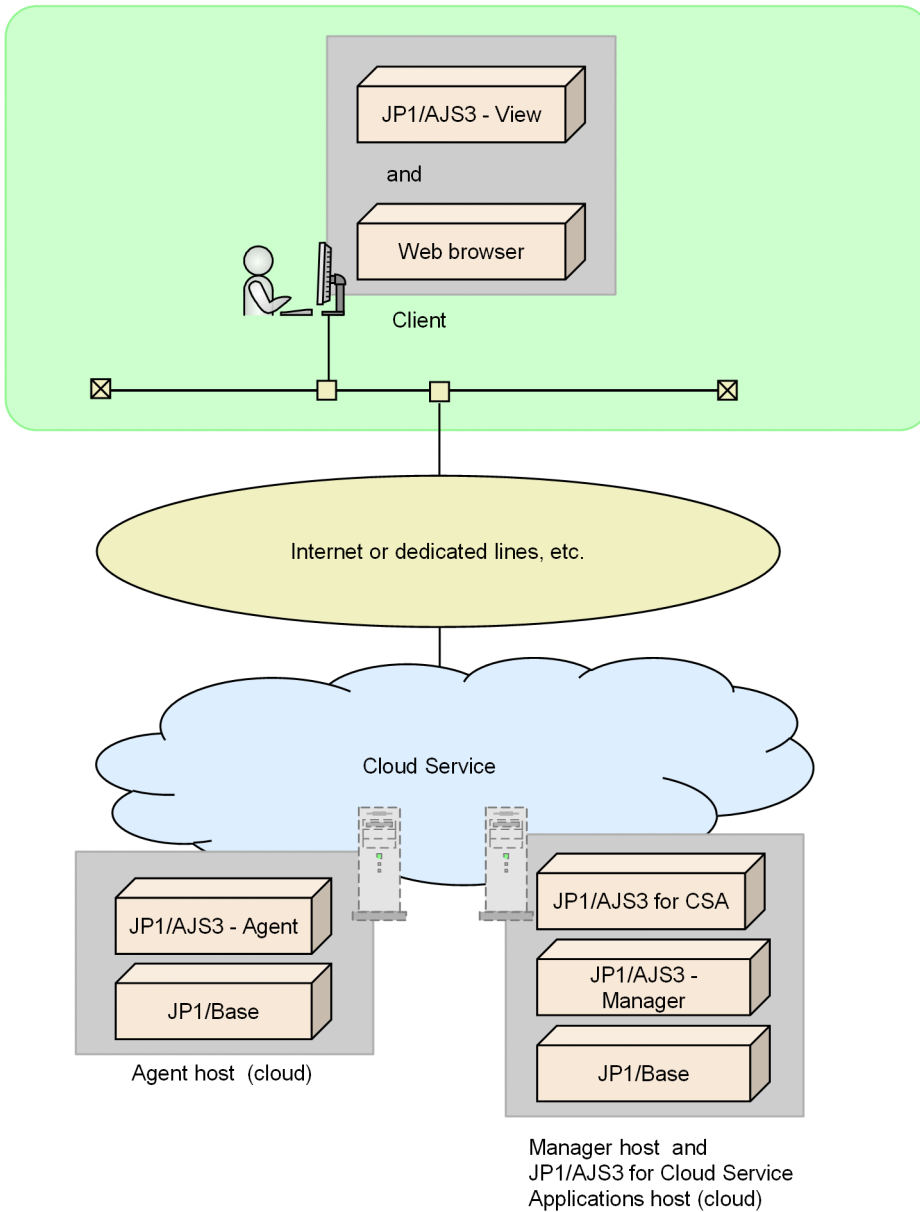 JP1/AJS3 - View
and
Web browser
Client
Internet or dedicated lines, etc.
Cloud Service
JP1/AJS3 - Agent
JP1/Base
Agent host (cloud)
JP1/AJS3 for CSA
JP1/AJS3 -
Manager
JP1/Base
Manager host and
JP1/AJS3 for Cloud Service
Applications host (cloud)